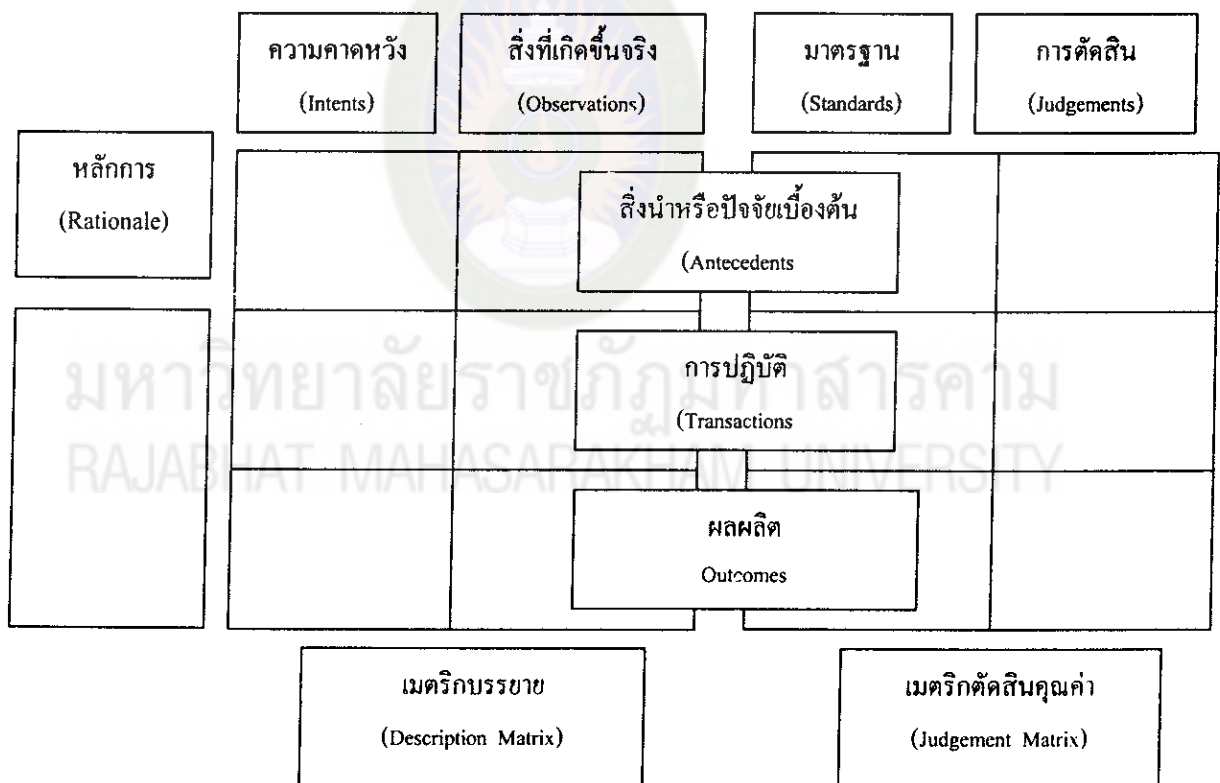 ความคาดหวัง
(Intents)
สิ่งที่เกิดขึ้นจริง
(Observations)
มาตรฐาน
(Standards)
การตัดสิน
(Judgements)
หลักการ
(Rationale)
สิ่งนำหรือปัจจัยเบื้องต้น
(Antecedents
การปฏิบัติ
(Transactions
ผลผลิต
Outcomes
มหาวิทยาลัยราชภัฏมหาสารคาม
RAJABHAT MAHASARAKHAM UNIVERSITY
เมตริกบรรยาย
(Description Matrix)
เมตริกตัดสินคุณค่า
(Judgement Matrix)